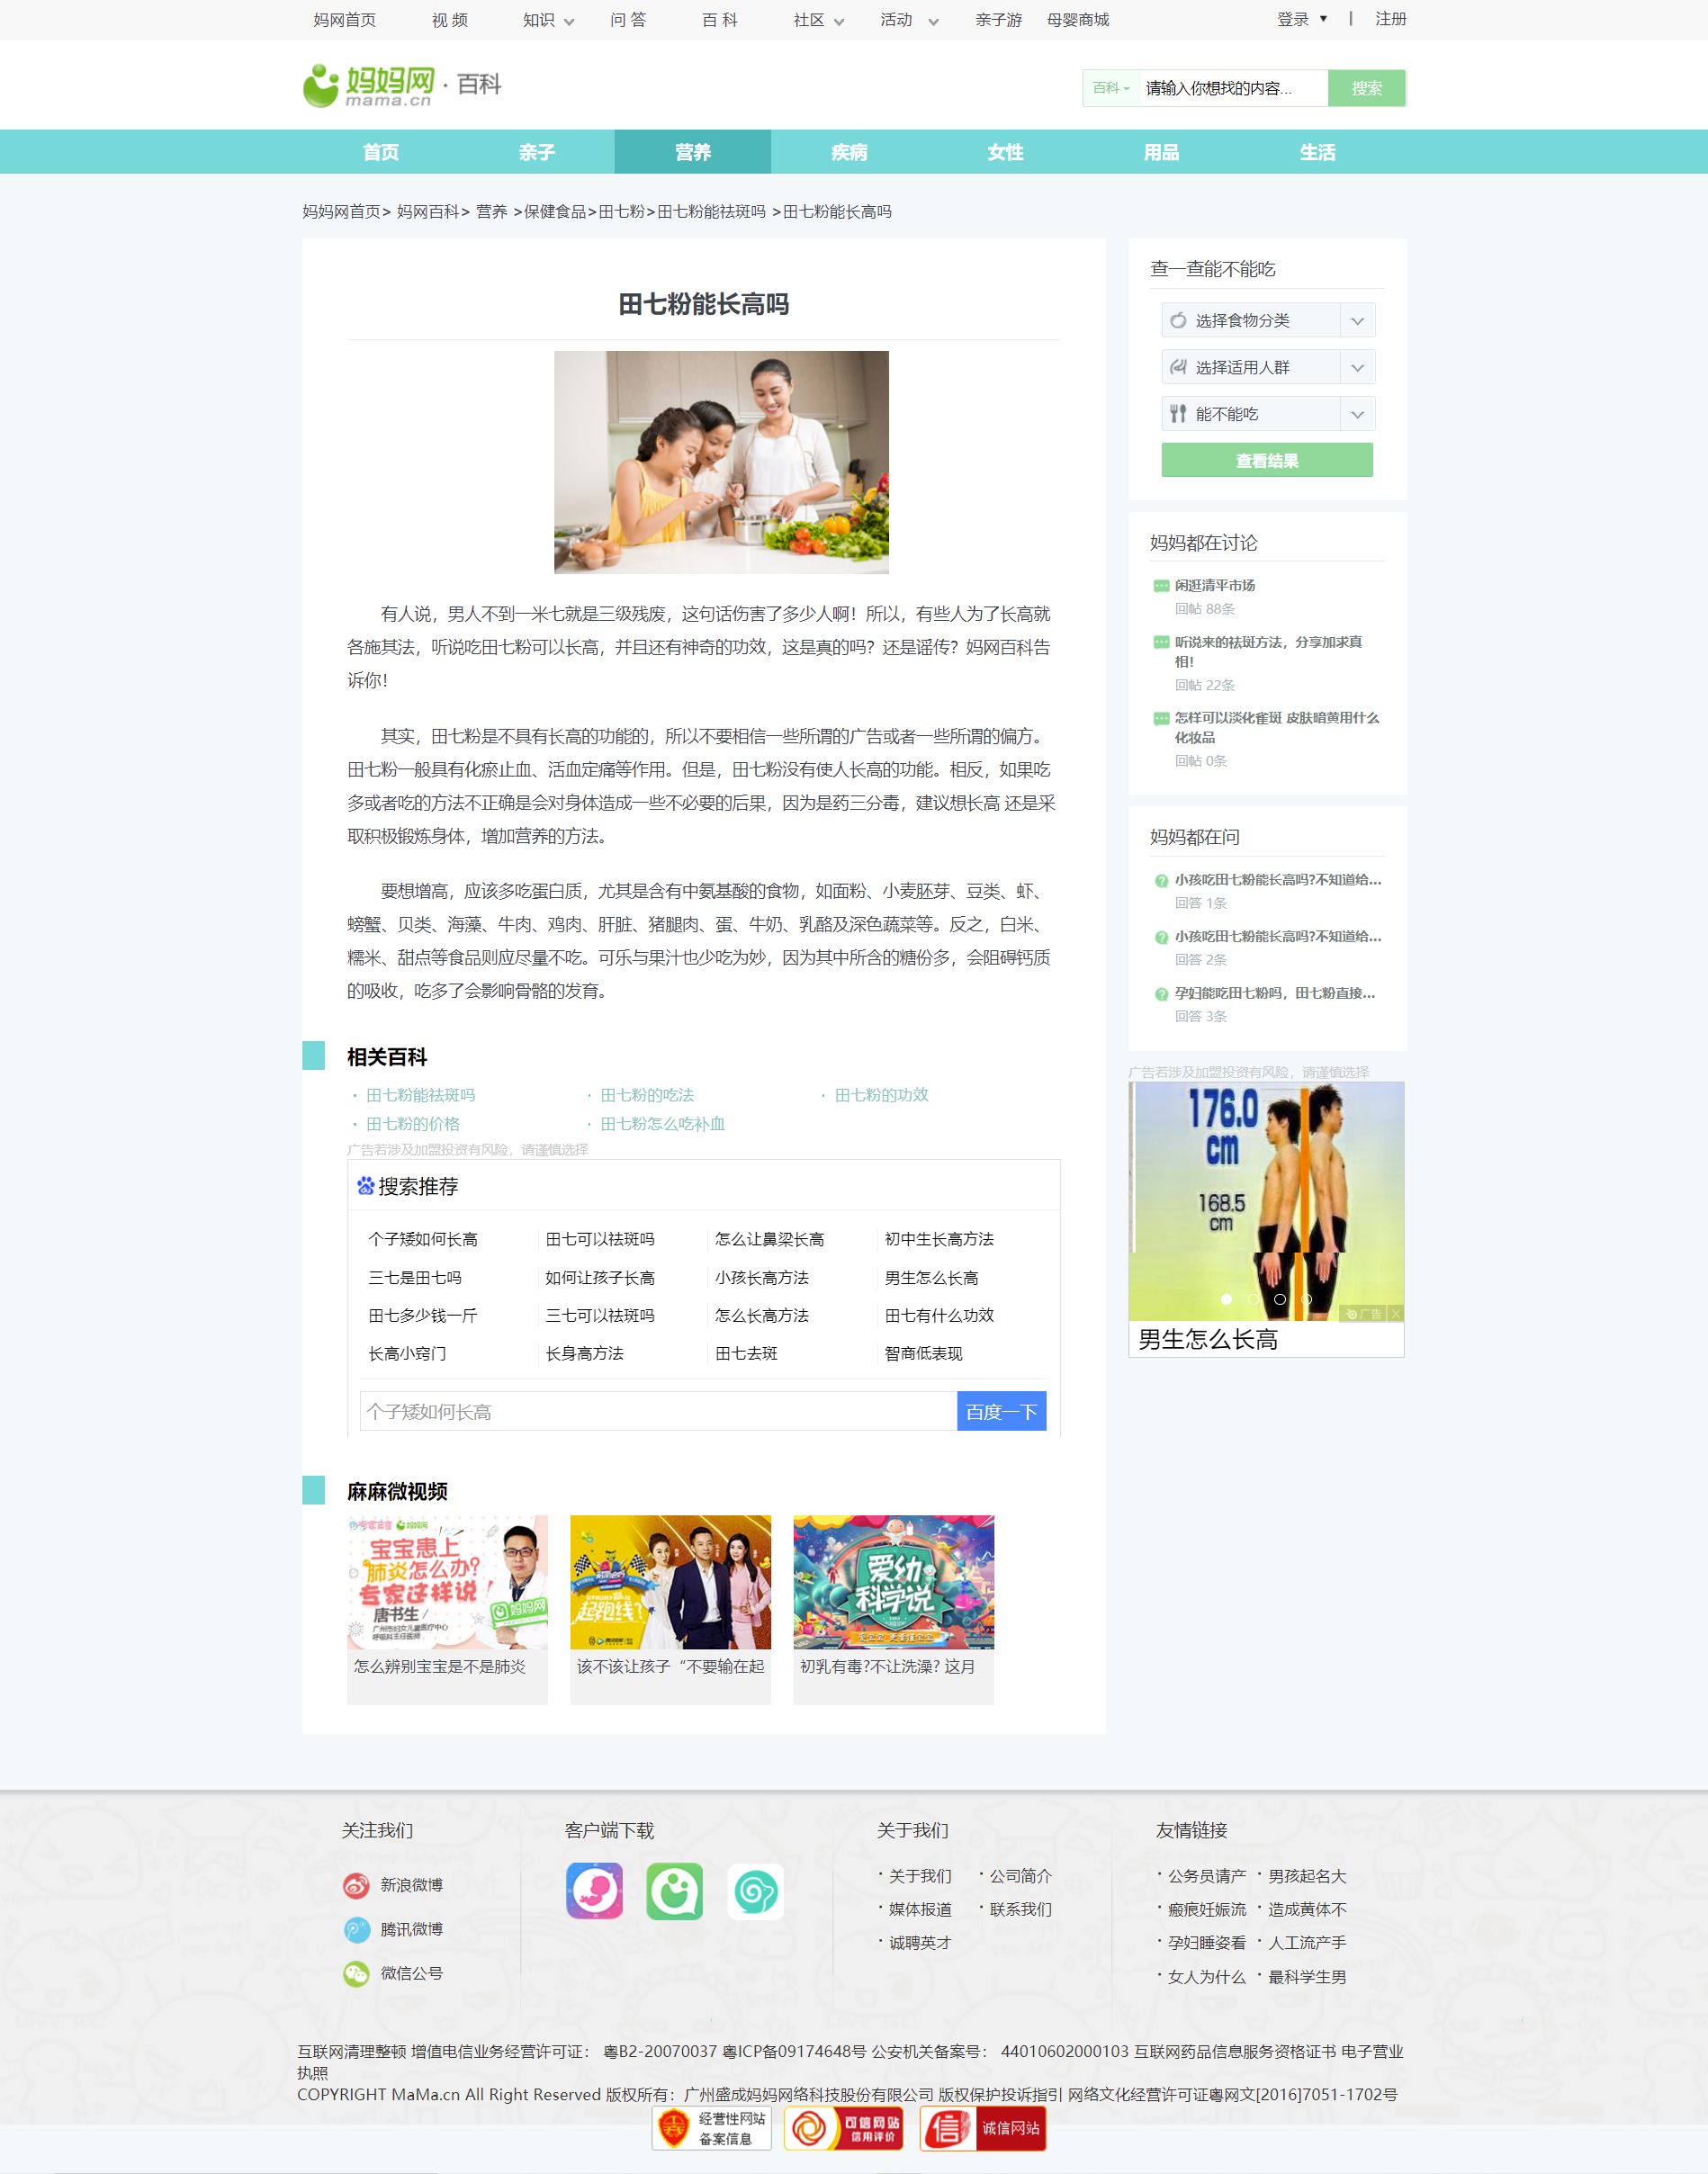 妈网首页 视 频 知识 问 答 百 科 社区 活动 亲子游 母婴商城 登录 | 注册
妈妈网 · 百科
mama.cn
百科 请输入你想找的内容... 搜索
首页 亲子 营养 疾病 女性 用品 生活
妈妈网首页> 妈网百科> 营养 >保健食品>田七粉>田七粉能祛斑吗 >田七粉能长高吗
田七粉能长高吗
有人说，男人不到一米七就是三级残废，这句话伤害了多少人啊！所以，有些人为了长高就
各施其法，听说吃田七粉可以长高，并且还有神奇的功效，这是真的吗？还是谣传？妈网百科告
诉你！
其实，田七粉是不具有长高的功能的，所以不要相信一些所谓的广告或者一些所谓的偏方。
田七粉一般具有化瘀止血、活血定痛等作用。但是，田七粉没有使人长高的功能。相反，如果吃
多或者吃的方法不正确是会对身体造成一些不必要的后果，因为是药三分毒，建议想长高 还是采
取积极锻炼身体，增加营养的方法。
要想增高，应该多吃蛋白质，尤其是含有中氨基酸的食物，如面粉、小麦胚芽、豆类、虾、
螃蟹、贝类、海藻、牛肉、鸡肉、肝脏、猪腿肉、蛋、牛奶、乳酪及深色蔬菜等。反之，白米、
糯米、甜点等食品则应尽量不吃。可乐与果汁也少吃为妙，因为其中所含的糖份多，会阻碍钙质
的吸收，吃多了会影响骨骼的发育。
相关百科
· 田七粉能祛斑吗 · 田七粉的吃法 · 田七粉的功效
· 田七粉的价格 · 田七粉怎么吃补血
广告若涉及加盟投资有风险，请谨慎选择
搜索推荐
个子矮如何长高 田七可以祛斑吗 怎么让鼻梁长高 初中生长高方法
三七是田七吗 如何让孩子长高 小孩长高方法 男生怎么长高
田七多少钱一斤 三七可以祛斑吗 怎么长高方法 田七有什么功效
长高小窍门 长身高方法 田七去斑 智商低表现
个子矮如何长高 百度一下
麻麻微视频
妈妈网
宝宝患上
肺炎怎么办?
专家这样说
唐书生/
广州市妇女儿童医疗中心
呼吸科主任医师
妈妈网
起跑线?
爱幼
科学说
怎么辨别宝宝是不是肺炎 该不该让孩子“不要输在起 初乳有毒?不让洗澡? 这月
查一查能不能吃
选择食物分类
选择适用人群
能不能吃
查看结果
妈妈都在讨论
闲逛清平市场
回帖 88条
听说来的祛斑方法，分享加求真
相！
回帖 22条
怎样可以淡化雀斑 皮肤暗黄用什么
化妆品
回帖 0条
妈妈都在问
小孩吃田七粉能长高吗?不知道给...
回答 1条
小孩吃田七粉能长高吗?不知道给...
回答 2条
孕妇能吃田七粉吗，田七粉直接...
回答 3条
广告若涉及加盟投资有风险，请谨慎选择
176.0
cm
168.5
cm
广告
男生怎么长高
关注我们 客户端下载 关于我们 友情链接
新浪微博
腾讯微博
微信公号
· 关于我们 · 公司简介
· 媒体报道 · 联系我们
· 诚聘英才
· 公务员请产 · 男孩起名大
· 瘢痕妊娠流 · 造成黄体不
· 孕妇睡姿看 · 人工流产手
· 女人为什么 · 最科学生男
互联网清理整顿 增值电信业务经营许可证： 粤B2-20070037 粤ICP备09174648号 公安机关备案号： 44010602000103 互联网药品信息服务资格证书 电子营业
执照
COPYRIGHT MaMa.cn All Right Reserved 版权所有：广州盛成妈妈网络科技股份有限公司 版权保护投诉指引 网络文化经营许可证粤网文[2016]7051-1702号
经营性网站
备案信息
可信网站
信用评价
信 诚信网站